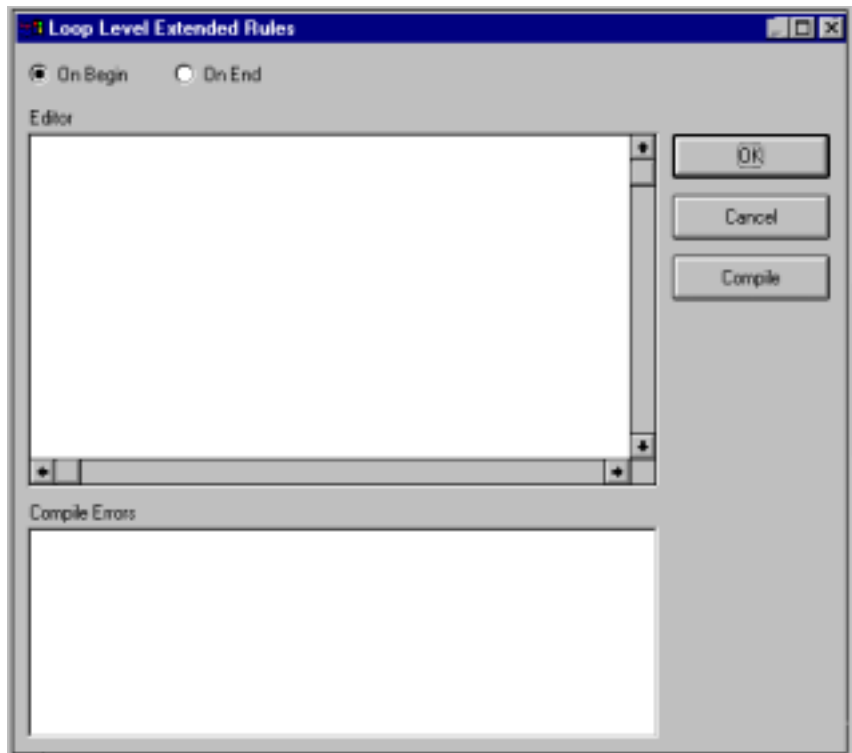 Loop Level Extended Rules
On Begin On End
Editor
OK
Cancel
Compile
Compile Errors